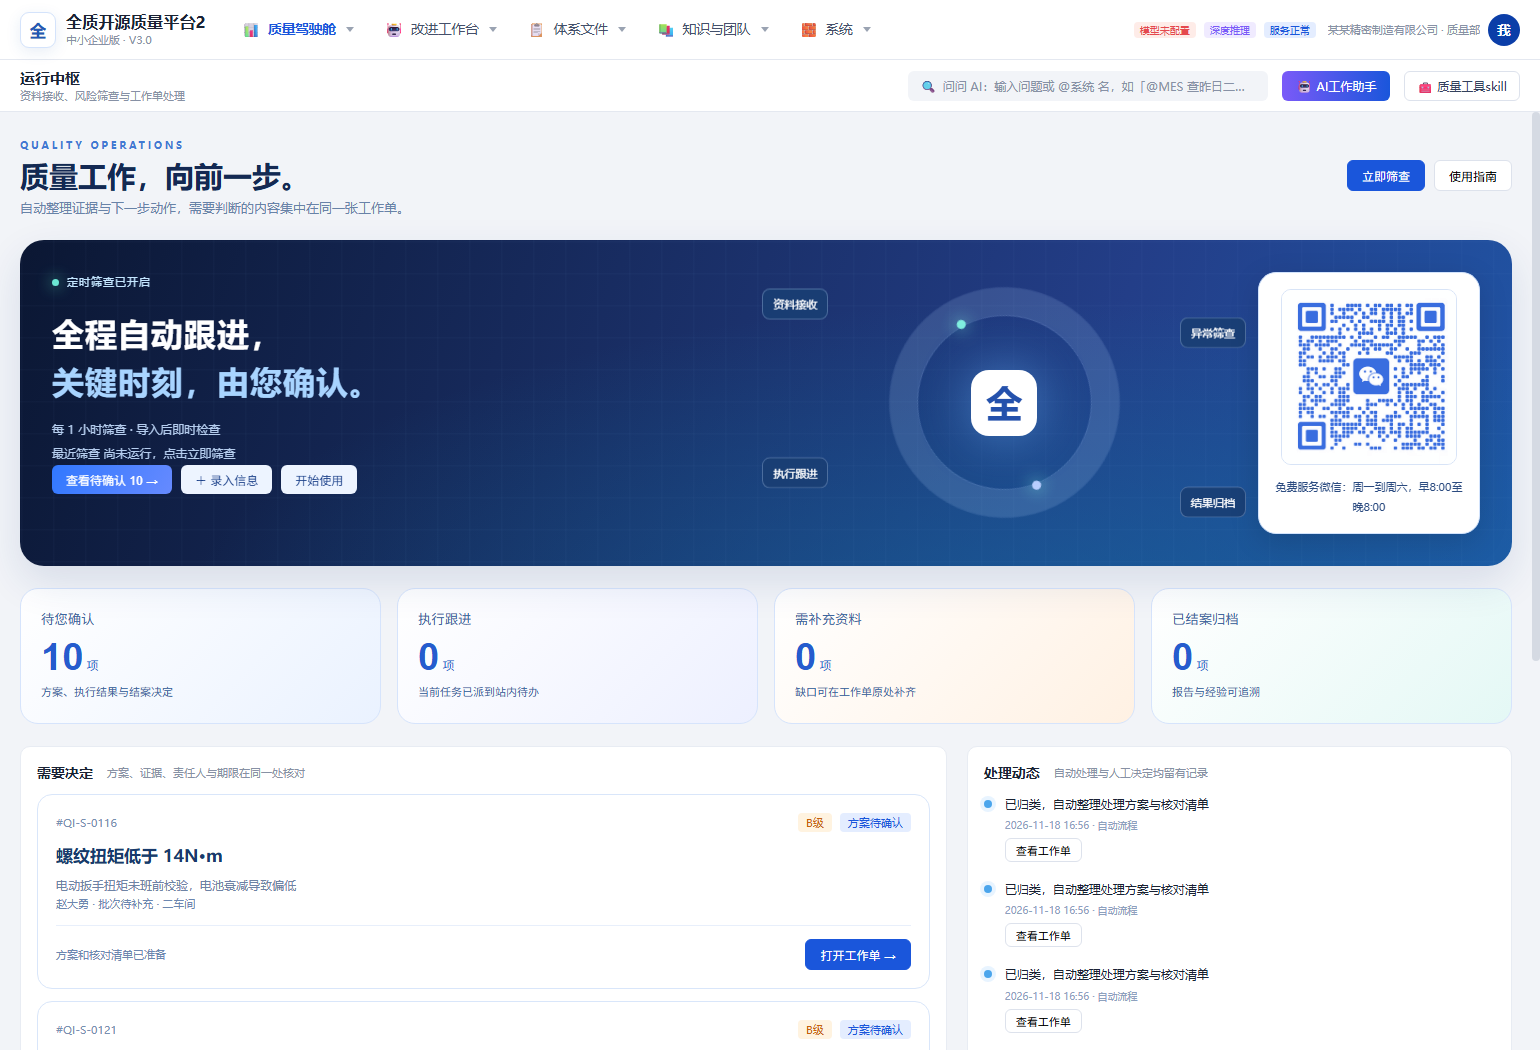 全
全质开源质量平台2
中小企业版 · V3.0
质量驾驶舱
改进工作台
体系文件
知识与团队
系统
模型未配置
深度推理
服务正常
某某精密制造有限公司 · 质量部
我
运行中枢
资料接收、风险筛查与工作单处理
问问 AI：输入问题或 @系统 名，如「@MES 查昨日二...
AI工作助手
质量工具skill
QUALITY OPERATIONS
质量工作，向前一步。
自动整理证据与下一步动作，需要判断的内容集中在同一张工作单。
立即筛查
使用指南
定时筛查已开启
全程自动跟进，
关键时刻，由您确认。
每 1 小时筛查 · 导入后即时检查
最近筛查 尚未运行，点击立即筛查
查看待确认 10 →
＋ 录入信息
开始使用
资料接收
异常筛查
全
执行跟进
结果归档
免费服务微信：周一到周六，早8:00至
晚8:00
待您确认
10 项
方案、执行结果与结案决定
执行跟进
0 项
当前任务已派到站内待办
需补充资料
0 项
缺口可在工作单原处补齐
已结案归档
0 项
报告与经验可追溯
需要决定
方案、证据、责任人与期限在同一处核对
#QI-S-0116
B级
方案待确认
螺纹扭矩低于 14N•m
电动扳手扭矩未班前校验，电池衰减导致偏低
赵大勇 · 批次待补充 · 二车间
方案和核对清单已准备
打开工作单 →
#QI-S-0121
B级
方案待确认
处理动态
自动处理与人工决定均留有记录
已归类，自动整理处理方案与核对清单
2026-11-18 16:56 · 自动流程
查看工作单
已归类，自动整理处理方案与核对清单
2026-11-18 16:56 · 自动流程
查看工作单
已归类，自动整理处理方案与核对清单
2026-11-18 16:56 · 自动流程
查看工作单